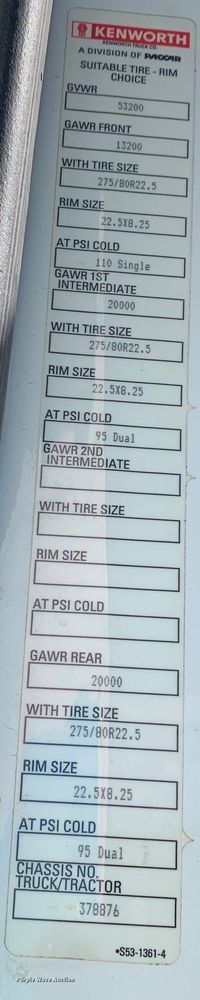 KENWORTH
KENWORTH TRUCK CO.
A DIVISION OF PACCAR
SUITABLE TIRE - RIM
CHOICE
GVWR
53200
GAWR FRONT
13200
WITH TIRE SIZE
275/80R22.5
RIM SIZE
22.5X8.25
AT PSI COLD
110 Single
GAWR 1ST
INTERMEDIATE
20000
WITH TIRE SIZE
275/80R22.5
RIM SIZE
22.5X8.25
AT PSI COLD
95 Dual
GAWR 2ND
INTERMEDIATE
WITH TIRE SIZE
RIM SIZE
AT PSI COLD
GAWR REAR
20000
WITH TIRE SIZE
275/80R22.5
RIM SIZE
22.5X8.25
AT PSI COLD
95 Dual
CHASSIS NO.
TRUCK/TRACTOR
378876
•S53-1361-4
Purple Wave Auction